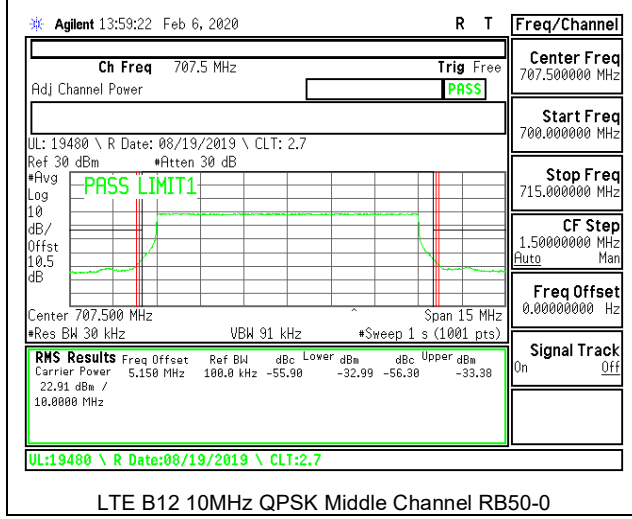 Agilent 13:59:22 Feb 6, 2020 R T
Freq/Channel
Ch Freq 707.5 MHz Trig Free
Adj Channel Power PASS
UL: 19480 \ R Date: 08/19/2019 \ CLT: 2.7
Ref 30 dBm #Atten 30 dB
#Avg
Log
10
dB/
Offst
10.5
dB
PASS LIMIT1
Center 707.500 MHz Span 15 MHz
#Res BW 30 kHz VBW 91 kHz #Sweep 1 s (1001 pts)
RMS Results Freq Offset Ref BW dBc Lower dBm dBc Upper dBm
Carrier Power 5.150 MHz 100.0 kHz -55.90 -32.99 -56.30 -33.38
22.91 dBm /
10.0000 MHz
UL:19480 \ R Date:08/19/2019 \ CLT:2.7
Center Freq
707.500000 MHz
Start Freq
700.000000 MHz
Stop Freq
715.000000 MHz
CF Step
1.50000000 MHz
Auto Man
Freq Offset
0.00000000 Hz
Signal Track
On Off
LTE B12 10MHz QPSK Middle Channel RB50-0